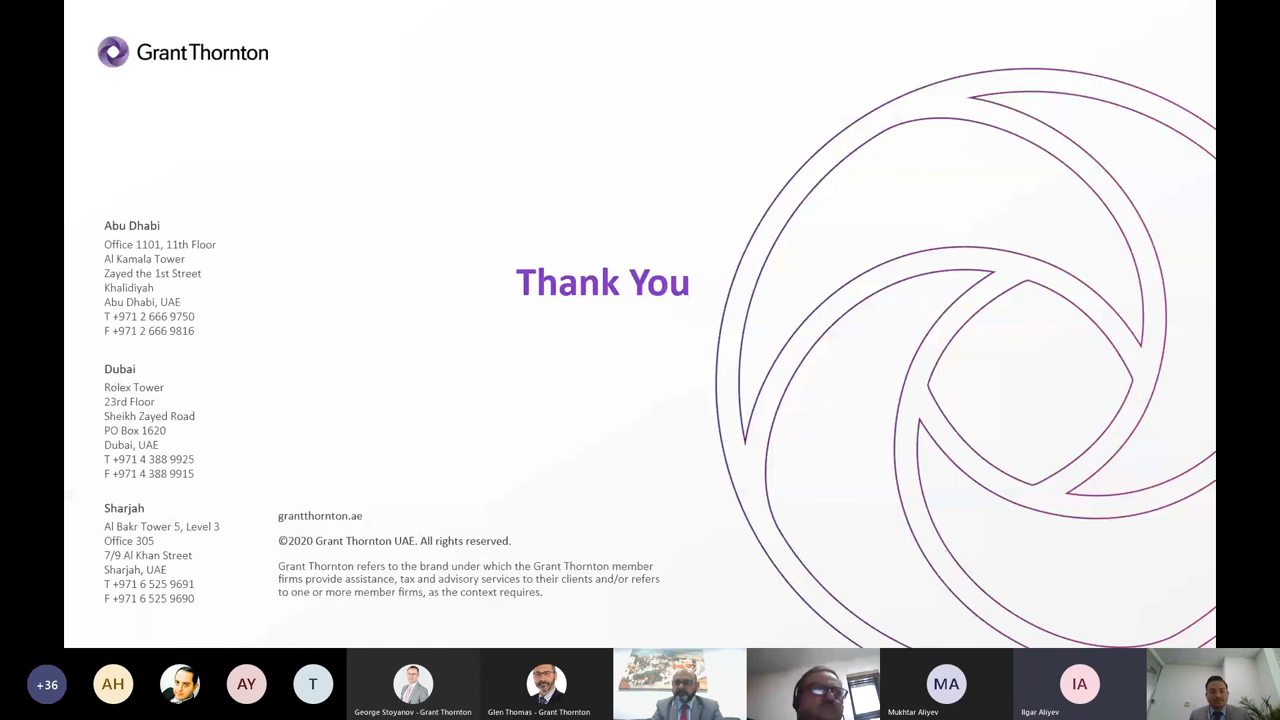 Grant Thornton
Thank You
Abu Dhabi
Office 1101, 11th Floor
Al Kamala Tower
Zayed the 1st Street
Khalidiyah
Abu Dhabi, UAE
T +971 2 666 9750
F +971 2 666 9816
Dubai
Rolex Tower
23rd Floor
Sheikh Zayed Road
PO Box 1620
Dubai, UAE
T +971 4 388 9925
F +971 4 388 9915
Sharjah
Al Bakr Tower 5, Level 3
Office 305
7/9 Al Khan Street
Sharjah, UAE
T +971 6 525 9691
F +971 6 525 9690
grantthornton.ae
©2020 Grant Thornton UAE. All rights reserved.
Grant Thornton refers to the brand under which the Grant Thornton member
firms provide assistance, tax and advisory services to their clients and/or refers
to one or more member firms, as the context requires.
+36
AH
AY
T
George Stoyanov - Grant Thornton
Glen Thomas - Grant Thornton
MA
Mukhtar Aliyev
IA
Ilgar Aliyev